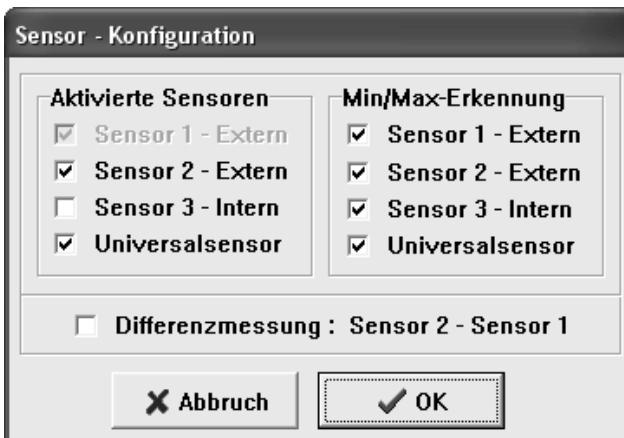 Sensor - Konfiguration
Aktivierte Sensoren
Sensor 1 - Extern
Sensor 2 - Extern
Sensor 3 - Intern
Universalsensor
Min/Max-Erkennung
Sensor 1 - Extern
Sensor 2 - Extern
Sensor 3 - Intern
Universalsensor
Differenzmessung : Sensor 2 - Sensor 1
Abbruch
OK